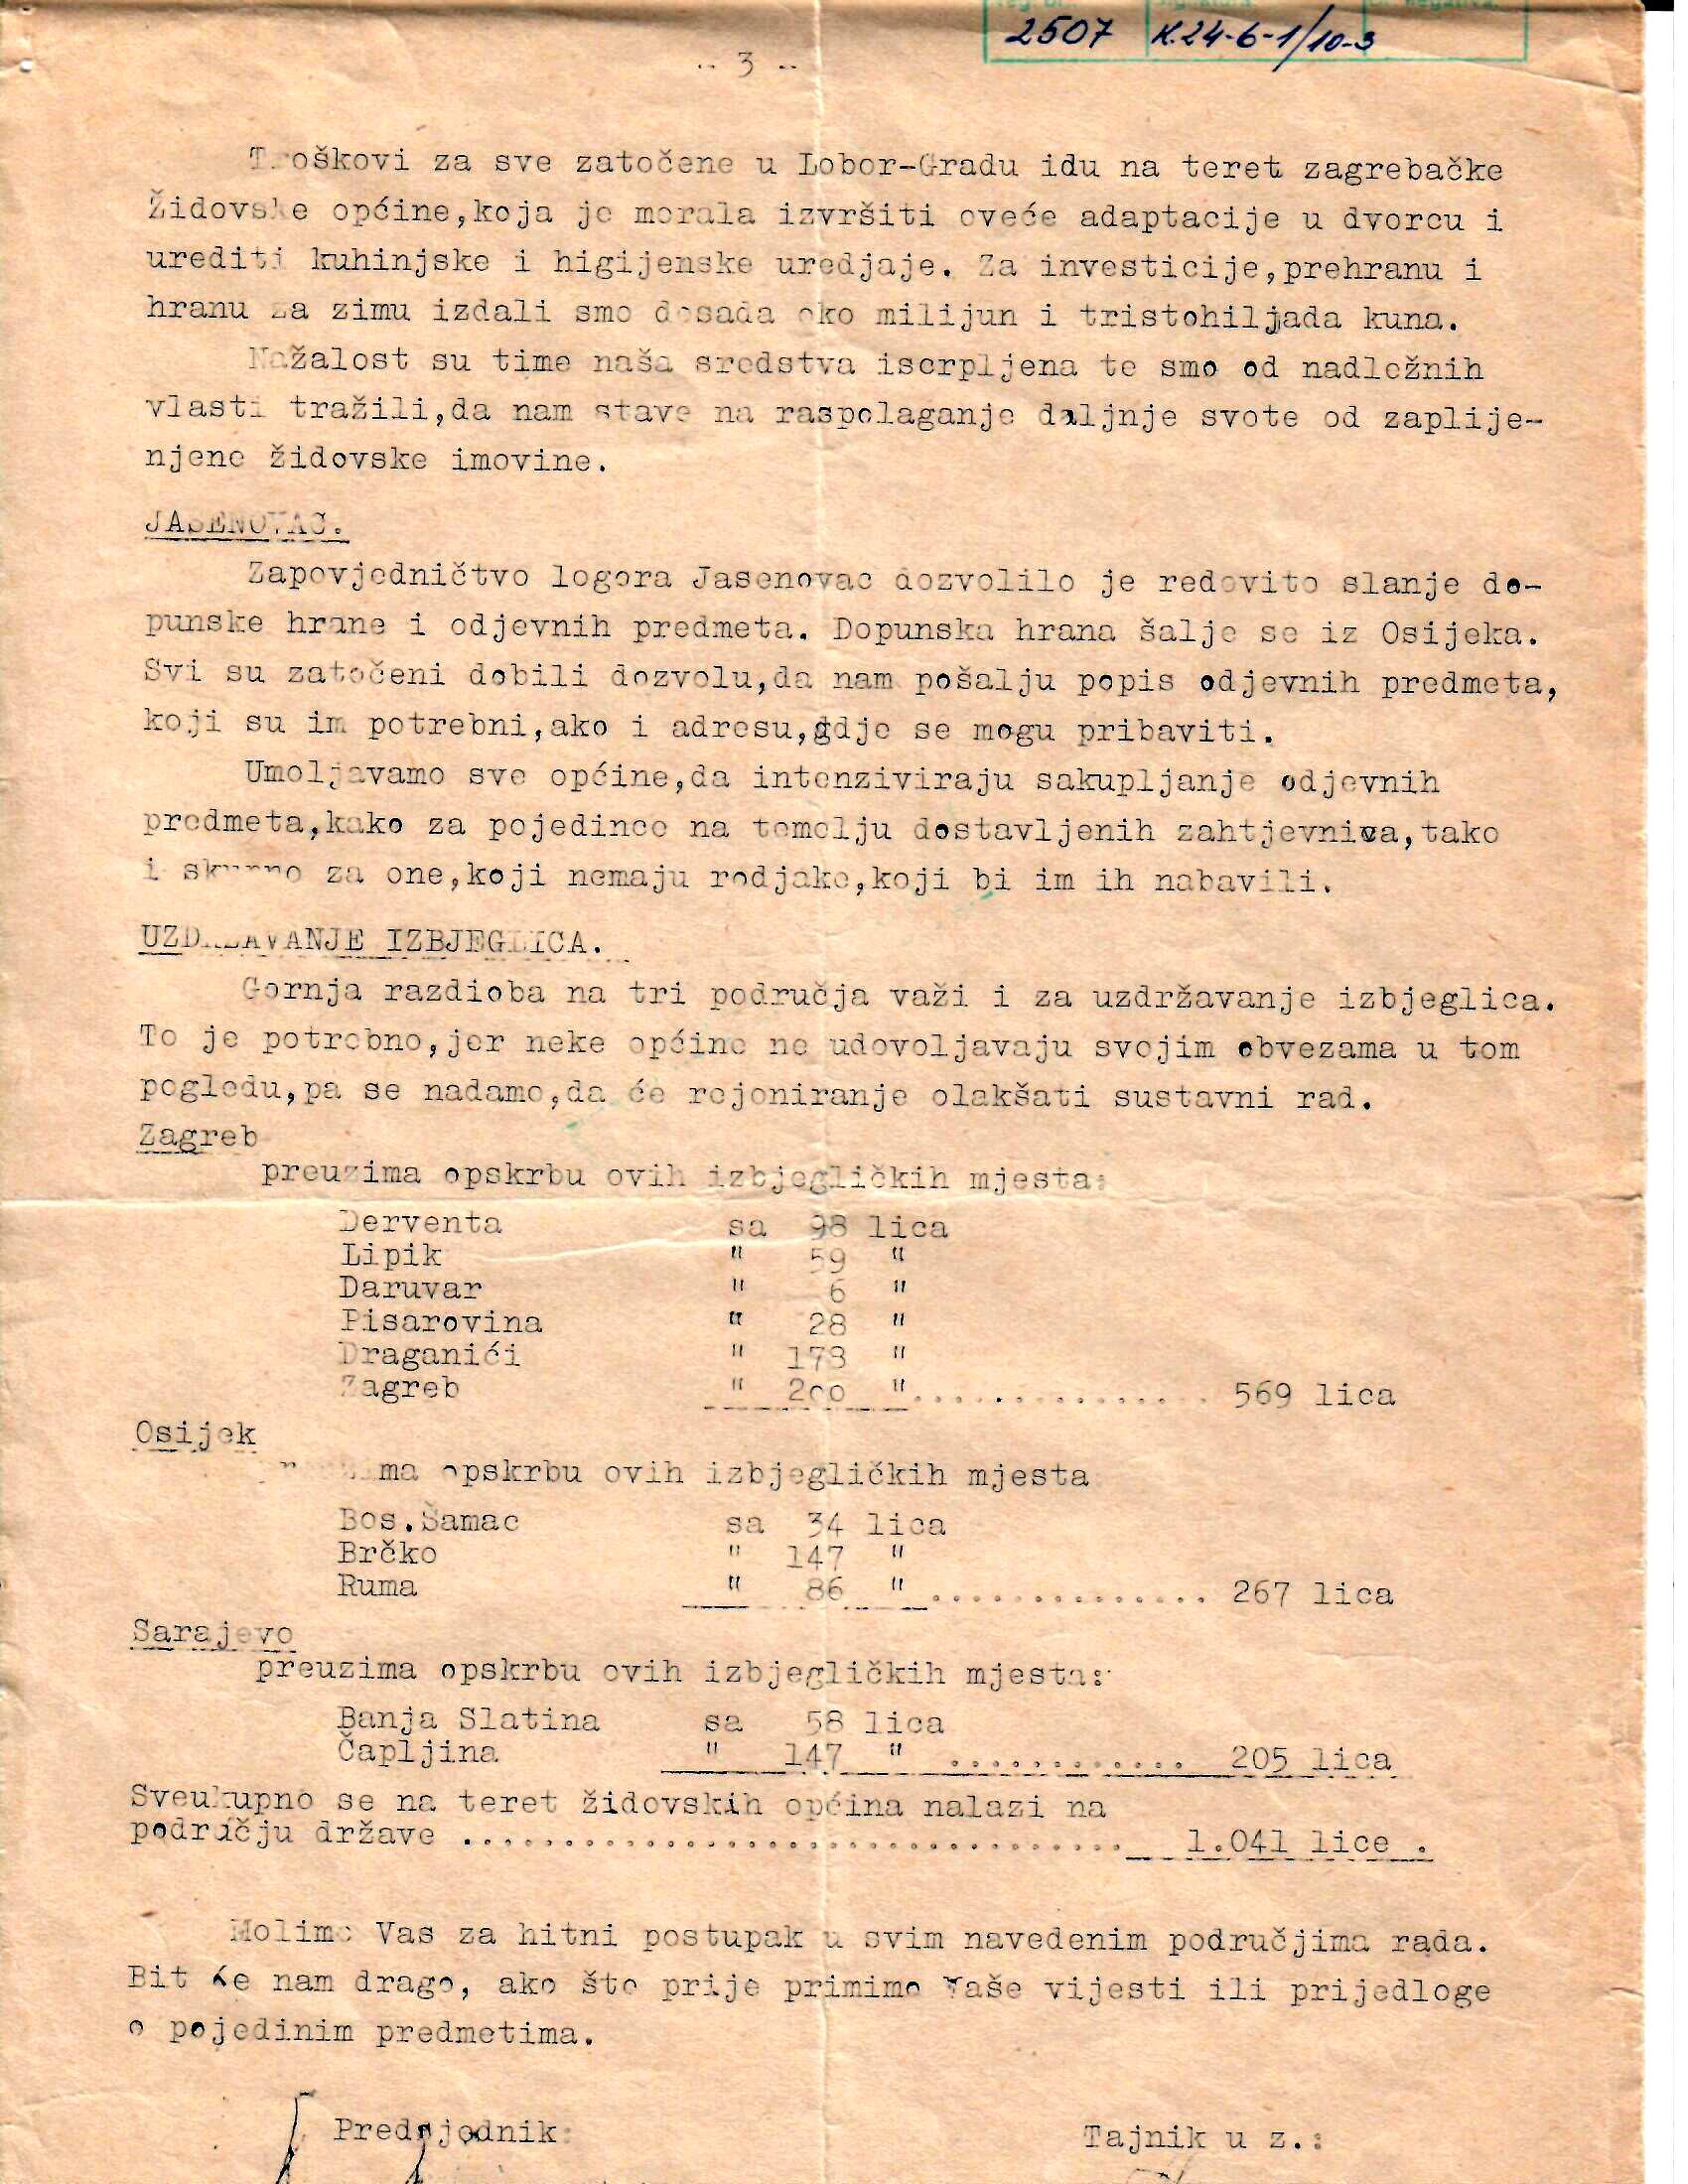 2507 K.24-6-1/10-3
-- 3 --
Troškovi za sve zatočene u Lobor-Gradu idu na teret zagrebačke
Židovske općine,koja je morala izvršiti oveće adaptacije u dvorcu i
urediti kuhinjske i higijenske uredjaje. Za investicije,prehranu i
hranu za zimu izdali smo dosada oko milijun i tristohiljada kuna.
Nažalost su time naša sredstva iscrpljena te smo od nadležnih
vlasti tražili,da nam stave na raspolaganje daljnje svote od zaplije-
njene židovske imovine.
JASENOVAC.
Zapovjedničtvo logora Jasenovac dozvolilo je redovito slanje do-
punske hrane i odjevnih predmeta. Dopunska hrana šalje se iz Osijeka.
Svi su zatočeni dobili dozvolu,da nam pošalju popis odjevnih predmeta,
koji su im potrebni,ako i adresu,gdje se mogu pribaviti.
Umoljavamo sve općine,da intenziviraju sakupljanje odjevnih
predmeta,kako za pojedince na temelju dostavljenih zahtjevniva,tako
i skupno za one,koji nemaju rodjake,koji bi im ih nabavili.
UZDRŽAVANJE IZBJEGLICA.
Gornja razdioba na tri područja važi i za uzdržavanje izbjeglica.
To je potrebno,jer neke općine ne udovoljavaju svojim obvezama u tom
pogledu,pa se nadamo,da će rejoniranje olakšati sustavni rad.
Zagreb
preuzima opskrbu ovih izbjegličkih mjesta:
Derventa sa 98 lica
Lipik " 59 "
Daruvar " 6 "
Pisarovina " 28 "
Draganići " 178 "
Zagreb " 200 "............... 569 lica
Osijek
preuzima opskrbu ovih izbjegličkih mjesta
Bos.Šamac sa 34 lica
Brčko " 147 "
Ruma " 86 ".............. 267 lica
Sarajevo
preuzima opskrbu ovih izbjegličkih mjesta:
Banja Slatina sa 58 lica
Čapljina " 147 " ............ 205 lica
Sveukupno se na teret židovskih općina nalazi na
području države ................................. 1.041 lice .
Molimo Vas za hitni postupak u svim navedenim područjima rada.
Bit će nam drago, ako što prije primimo Vaše vijesti ili prijedloge
o pojedinim predmetima.
Predsjednik: Tajnik u z.: